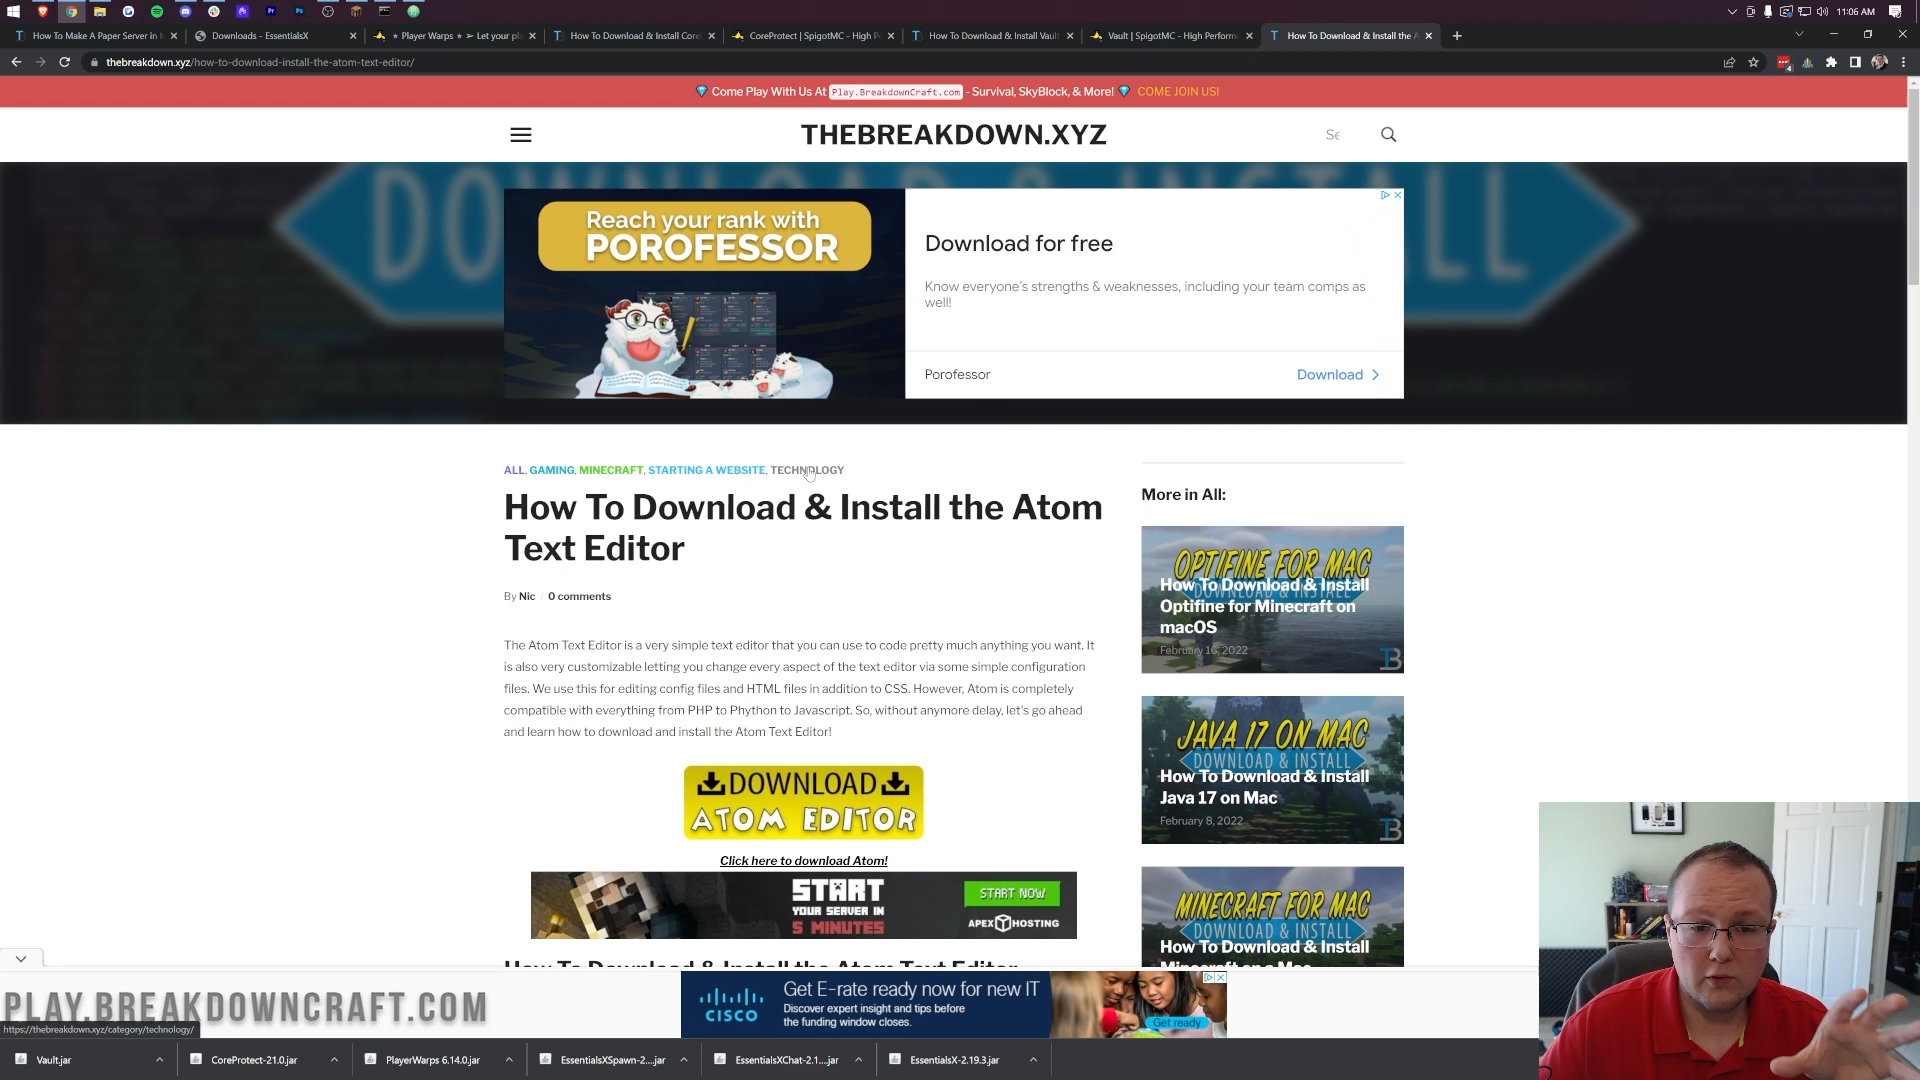 11:06 AM
How To Make A Paper Server in M
Downloads - EssentialsX
⭑ Player Warps ⭑ ➢ Let your pla
How To Download & Install CoreP
CoreProtect | SpigotMC - High P
How To Download & Install Vault
Vault | SpigotMC - High Performa
How To Download & Install the A
thebreakdown.xyz/how-to-download-install-the-atom-text-editor/
Come Play With Us At Play.BreakdownCraft.com - Survival, SkyBlock, & More! COME JOIN US!
THEBREAKDOWN.XYZ
Se
Reach your rank with
POROFESSOR
Download for free
Know everyone's strengths & weaknesses, including your team comps as
well!
Porofessor
Download
ALL, GAMING, MINECRAFT, STARTING A WEBSITE, TECHNOLOGY
How To Download & Install the Atom
Text Editor
By Nic / 0 comments
The Atom Text Editor is a very simple text editor that you can use to code pretty much anything you want. It
is also very customizable letting you change every aspect of the text editor via some simple configuration
files. We use this for editing config files and HTML files in addition to CSS. However, Atom is completely
compatible with everything from PHP to Phython to Javascript. So, without anymore delay, let's go ahead
and learn how to download and install the Atom Text Editor!
DOWNLOAD
ATOM EDITOR
Click here to download Atom!
START
YOUR SERVER IN
5 MINUTES
START NOW!
APEX HOSTING
How To Download & Install the Atom Text Editor
More in All:
OPTIFINE FOR MAC
DOWNLOAD & INSTALL
How To Download & Install
Optifine for Minecraft on
macOS
February 16, 2022
TB
JAVA 17 ON MAC
DOWNLOAD & INSTALL
How To Download & Install
Java 17 on Mac
February 8, 2022
TB
MINECRAFT FOR MAC
DOWNLOAD & INSTALL
How To Download & Install
Minecraft on a Mac
PLAY.BREAKDOWNCRAFT.COM
https://thebreakdown.xyz/category/technology/
CISCO
Get E-rate ready now for new IT
Discover expert insight and tips before
the funding window closes.
Get ready
Vault.jar
CoreProtect-21.0.jar
PlayerWarps 6.14.0.jar
EssentialsXSpawn-2....jar
EssentialsXChat-2.1....jar
EssentialsX-2.19.3.jar